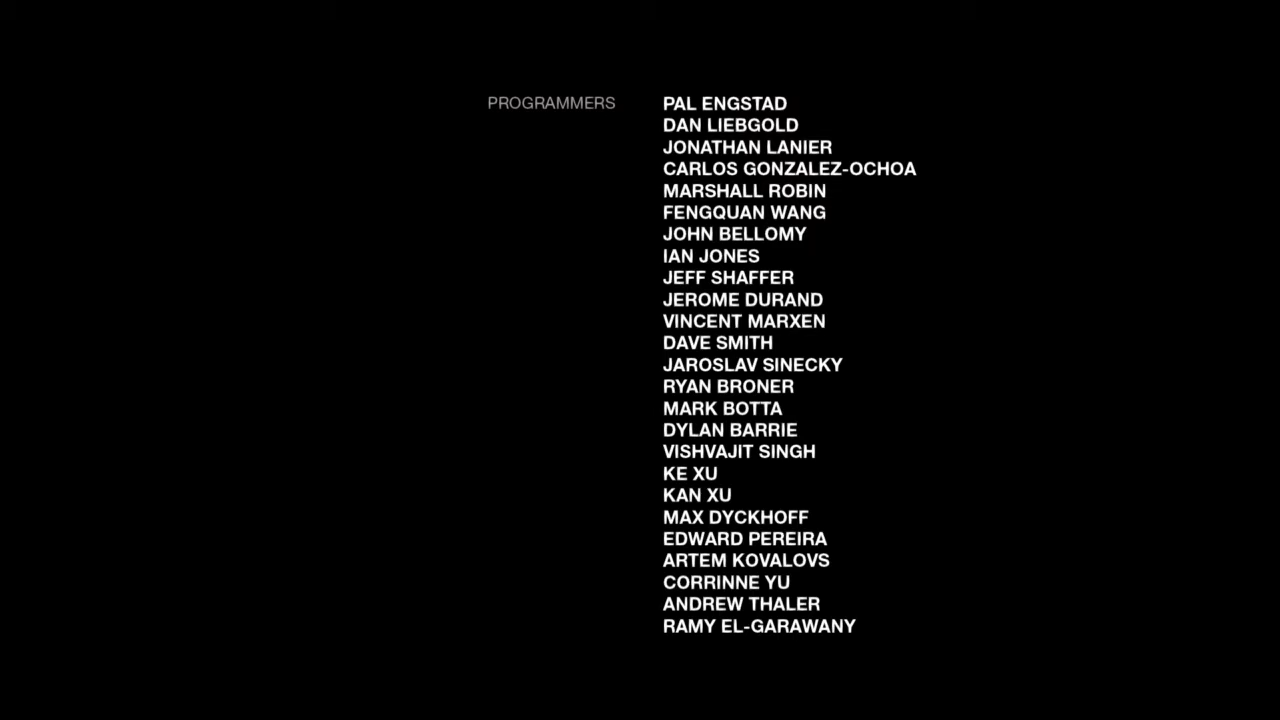 PROGRAMMERS PAL ENGSTAD
DAN LIEBGOLD
JONATHAN LANIER
CARLOS GONZALEZ-OCHOA
MARSHALL ROBIN
FENGQUAN WANG
JOHN BELLOMY
IAN JONES
JEFF SHAFFER
JEROME DURAND
VINCENT MARXEN
DAVE SMITH
JAROSLAV SINECKY
RYAN BRONER
MARK BOTTA
DYLAN BARRIE
VISHVAJIT SINGH
KE XU
KAN XU
MAX DYCKHOFF
EDWARD PEREIRA
ARTEM KOVALOVS
CORRINNE YU
ANDREW THALER
RAMY EL-GARAWANY